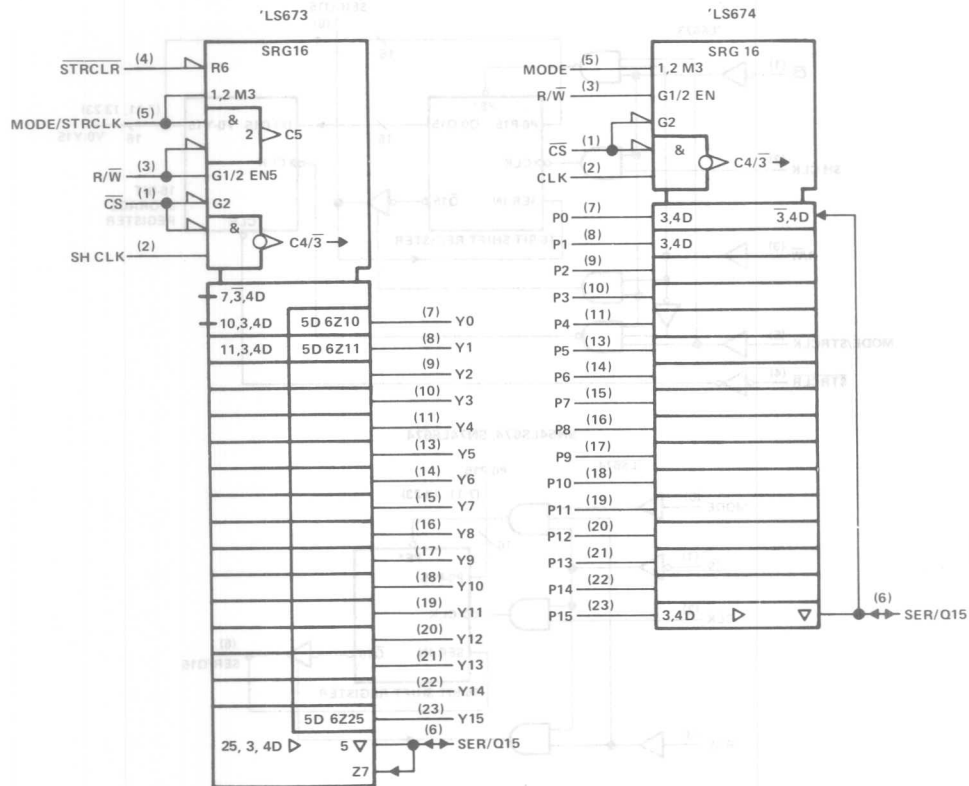 'LS673
SRG16
(4)
STRCLR
R6
1,2 M3
(5)
MODE/STRCLK
&
2
C5
(3)
R/W
G1/2 EN5
(1)
CS
G2
&
C4/3
(2)
SH CLK
7,3,4D
10,3,4D
5D 6Z10
(7)
Y0
11,3,4D
5D 6Z11
(8)
Y1
(9)
Y2
(10)
Y3
(11)
Y4
(13)
Y5
(14)
Y6
(15)
Y7
(16)
Y8
(17)
Y9
(18)
Y10
(19)
Y11
(20)
Y12
(21)
Y13
(22)
Y14
5D 6Z25
(23)
Y15
25, 3, 4D
5
(6)
SER/Q15
Z7
'LS674
SRG 16
MODE
(5)
1,2 M3
R/W
(3)
G1/2 EN
G2
CS
(1)
&
C4/3
CLK
(2)
P0
(7)
3,4D
3,4D
P1
(8)
3,4D
P2
(9)
P3
(10)
P4
(11)
P5
(13)
P6
(14)
P7
(15)
P8
(16)
P9
(17)
P10
(18)
P11
(19)
P12
(20)
P13
(21)
P14
(22)
P15
(23)
3,4D
(6)
SER/Q15